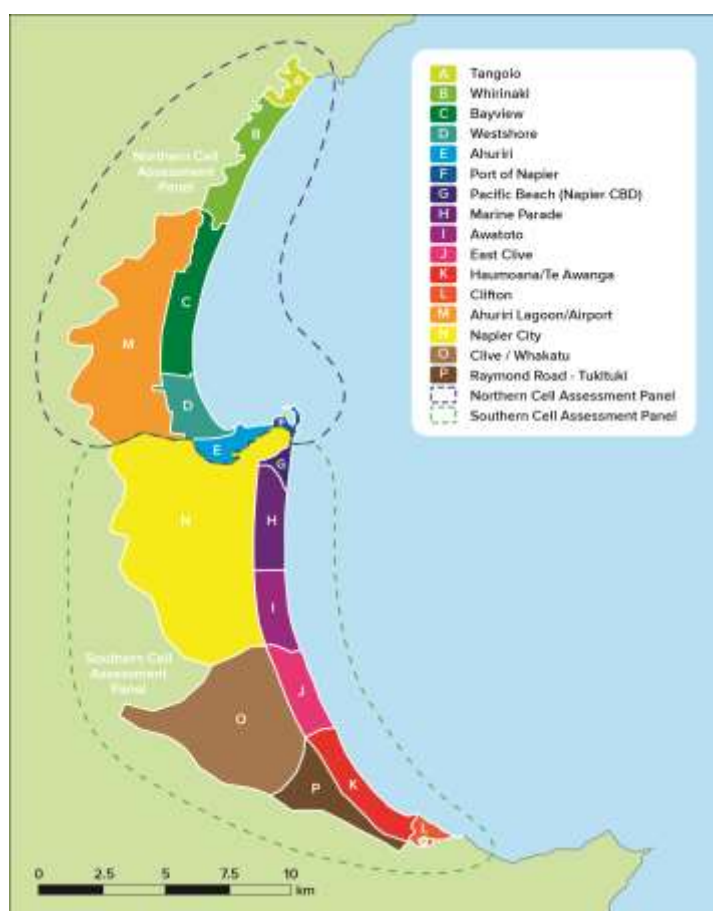 A Tangoio
B Whirinaki
C Bayview
D Westshore
E Ahuriri
F Port of Napier
G Pacific Beach (Napier CBD)
H Marine Parade
I Awatoto
J East Clive
K Haumoana/Te Awanga
L Clifton
M Ahuriri Lagoon/Airport
N Napier City
O Clive / Whakatu
P Raymond Road - Tukituki
Northern Cell Assessment Panel
Southern Cell Assessment Panel
A
B
Northern Cell
Assessment
Panel
C
M
D
E
G
N
H
I
Southern Cell
Assessment
Panel
J
O
K
P
L
0 2.5 5 7.5 10
km